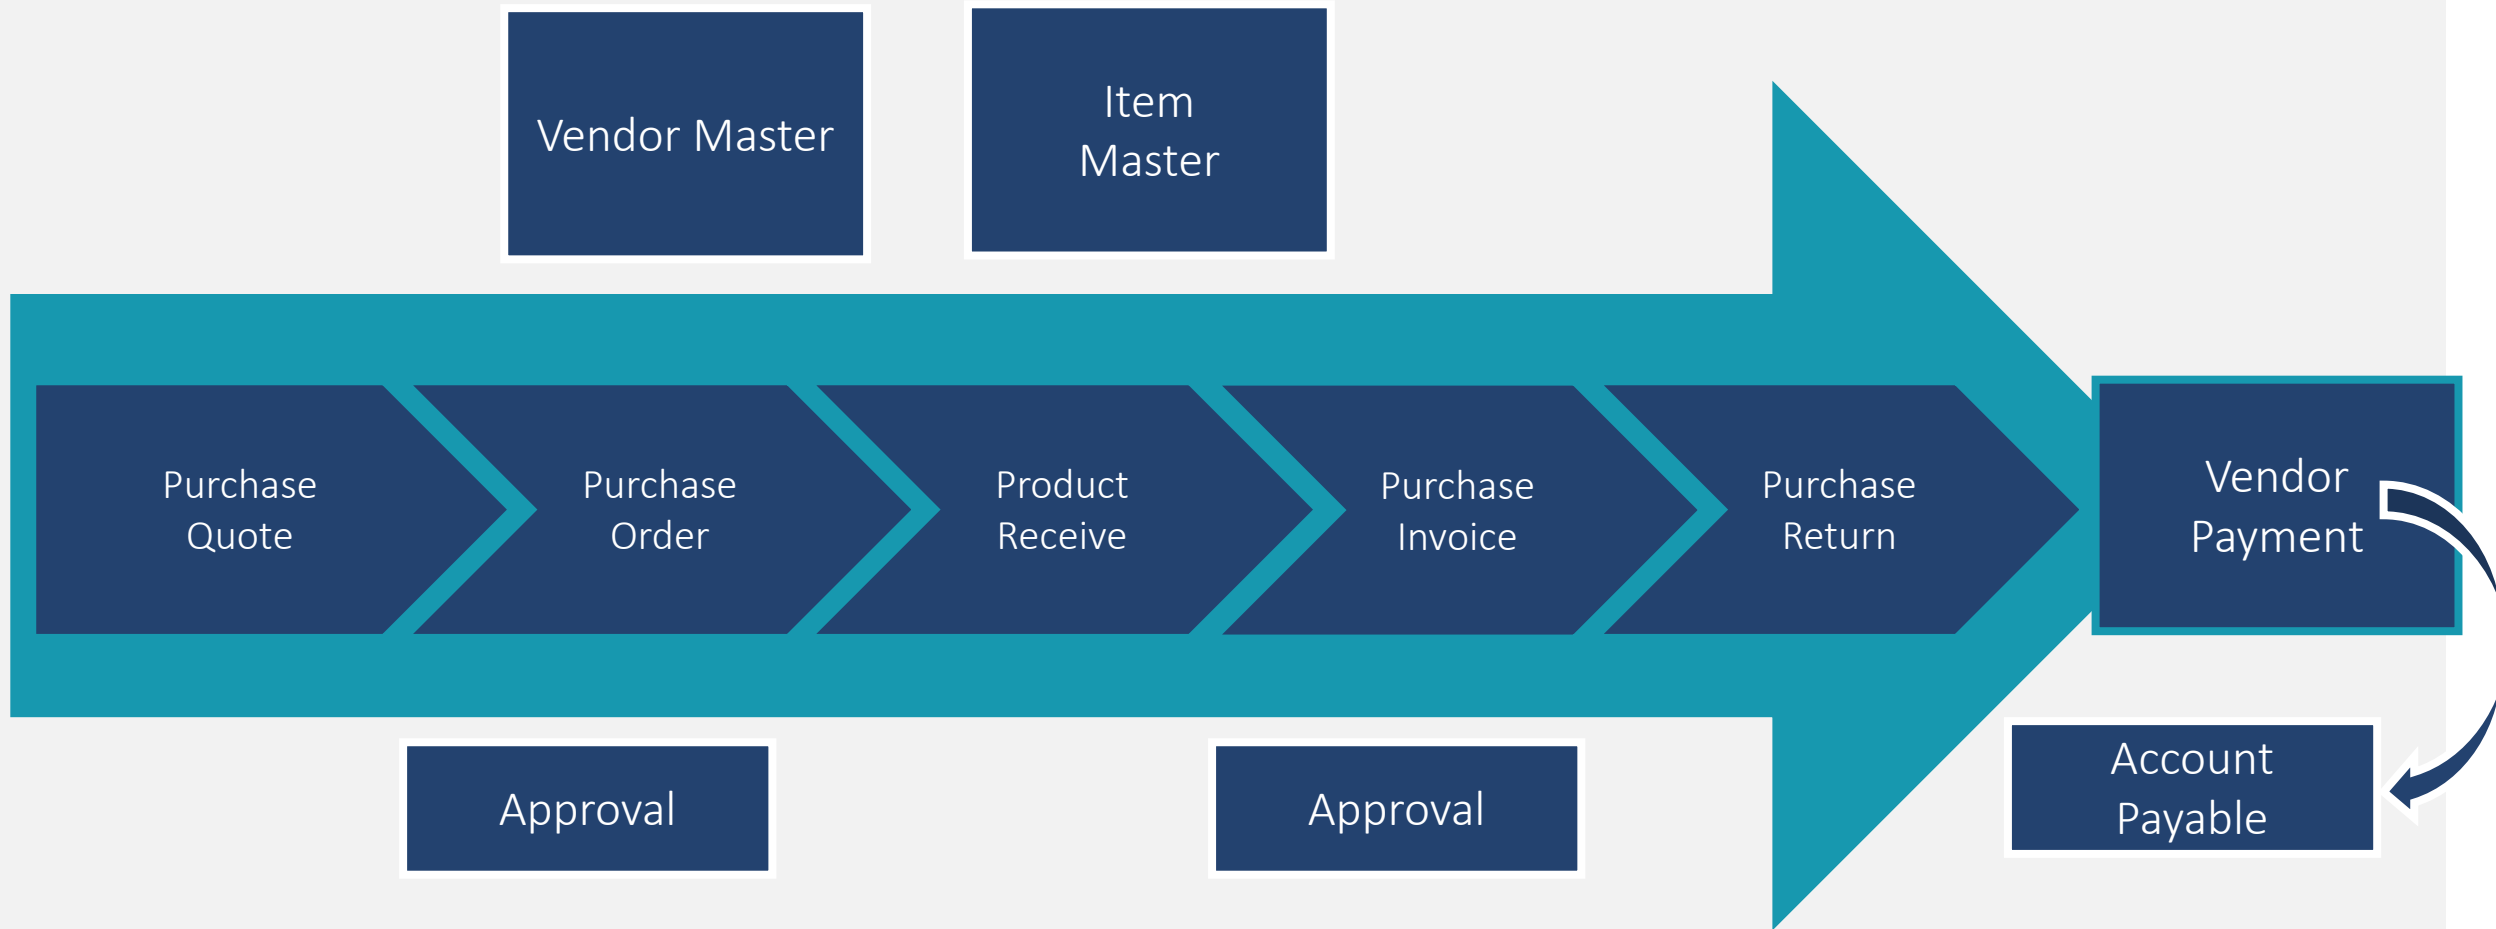 Vendor Master
Item
Master
Purchase
Quote
Purchase
Order
Product
Receive
Purchase
Invoice
Purchase
Return
Vendor
Payment
Approval
Approval
Account
Payable